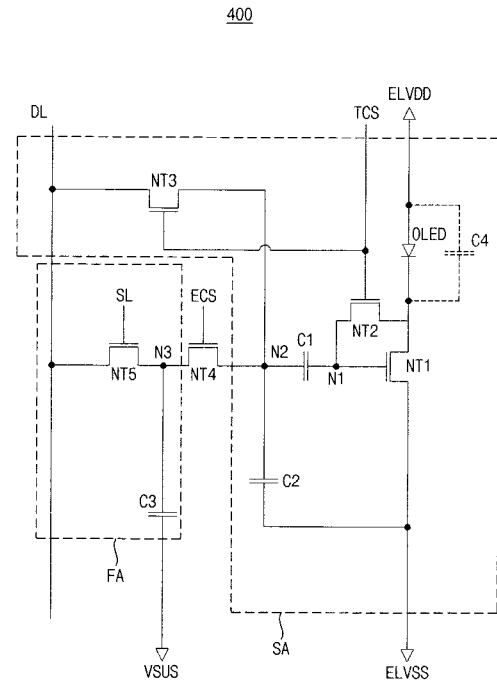 400
ELVDD
DL
TCS
NT3
OLED
C4
SL
ECS
NT2
N3
N2
C1
NT5
NT4
N1
NT1
C3
C2
FA
SA
VSUS
ELVSS